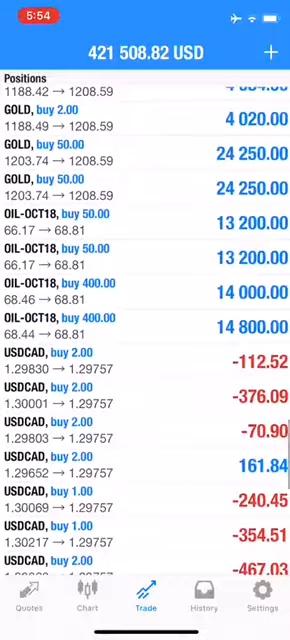 5:54
421 508.82 USD
+
Positions
1188.42 → 1208.59
GOLD, buy 2.00
1188.49 → 1208.59
4 020.00
GOLD, buy 50.00
1203.74 → 1208.59
24 250.00
GOLD, buy 50.00
1203.74 → 1208.59
24 250.00
OIL-OCT18, buy 50.00
66.17 → 68.81
13 200.00
OIL-OCT18, buy 50.00
66.17 → 68.81
13 200.00
OIL-OCT18, buy 400.00
68.46 → 68.81
14 000.00
OIL-OCT18, buy 400.00
68.44 → 68.81
14 800.00
USDCAD, buy 2.00
1.29830 → 1.29757
-112.52
USDCAD, buy 2.00
1.30001 → 1.29757
-376.09
USDCAD, buy 2.00
1.29803 → 1.29757
-70.90
USDCAD, buy 2.00
1.29652 → 1.29757
161.84
USDCAD, buy 1.00
1.30069 → 1.29757
-240.45
USDCAD, buy 1.00
1.30217 → 1.29757
-354.51
USDCAD, buy 2.00
-467.03
Quotes
Chart
Trade
History
Settings